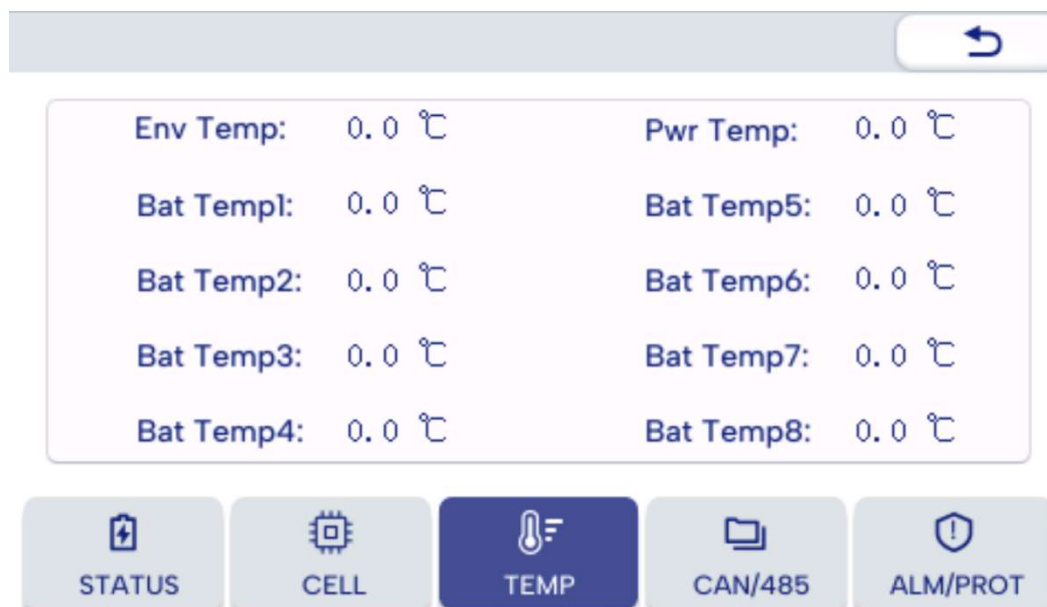 Env Temp: 0.0 ℃ Pwr Temp: 0.0 ℃
Bat Temp1: 0.0 ℃ Bat Temp5: 0.0 ℃
Bat Temp2: 0.0 ℃ Bat Temp6: 0.0 ℃
Bat Temp3: 0.0 ℃ Bat Temp7: 0.0 ℃
Bat Temp4: 0.0 ℃ Bat Temp8: 0.0 ℃
STATUS CELL TEMP CAN/485 ALM/PROT